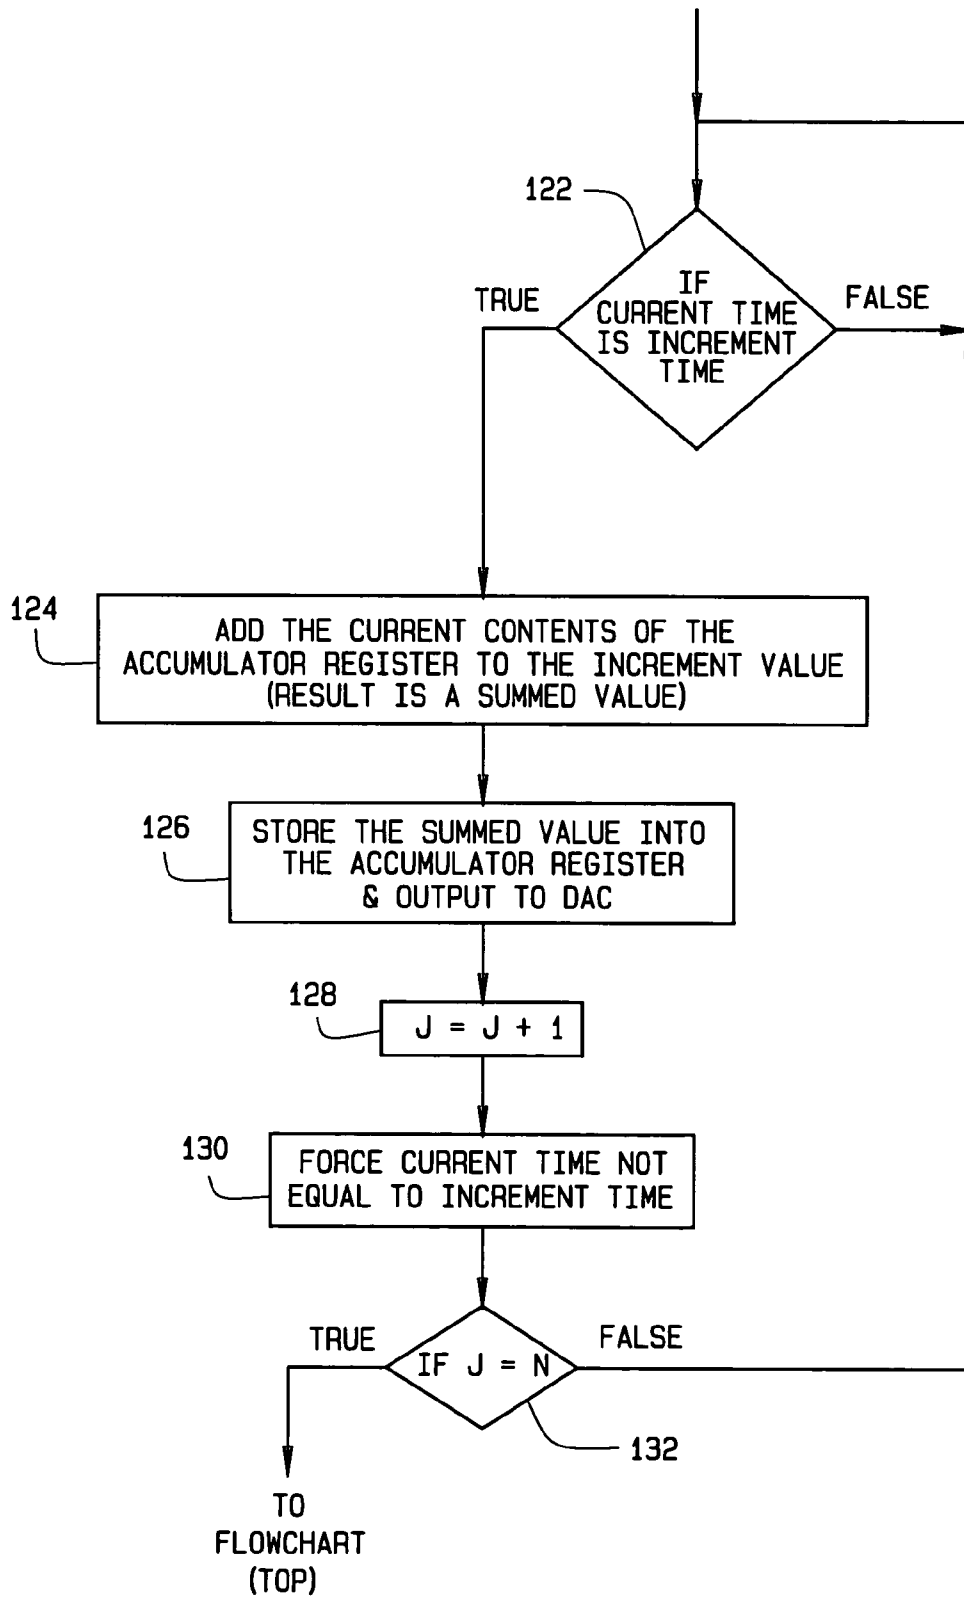 122
TRUE
IF
CURRENT TIME
IS INCREMENT
TIME
FALSE
124
ADD THE CURRENT CONTENTS OF THE
ACCUMULATOR REGISTER TO THE INCREMENT VALUE
(RESULT IS A SUMMED VALUE)
126
STORE THE SUMMED VALUE INTO
THE ACCUMULATOR REGISTER
& OUTPUT TO DAC
128
J = J + 1
130
FORCE CURRENT TIME NOT
EQUAL TO INCREMENT TIME
TRUE
IF J = N
FALSE
132
TO
FLOWCHART
(TOP)